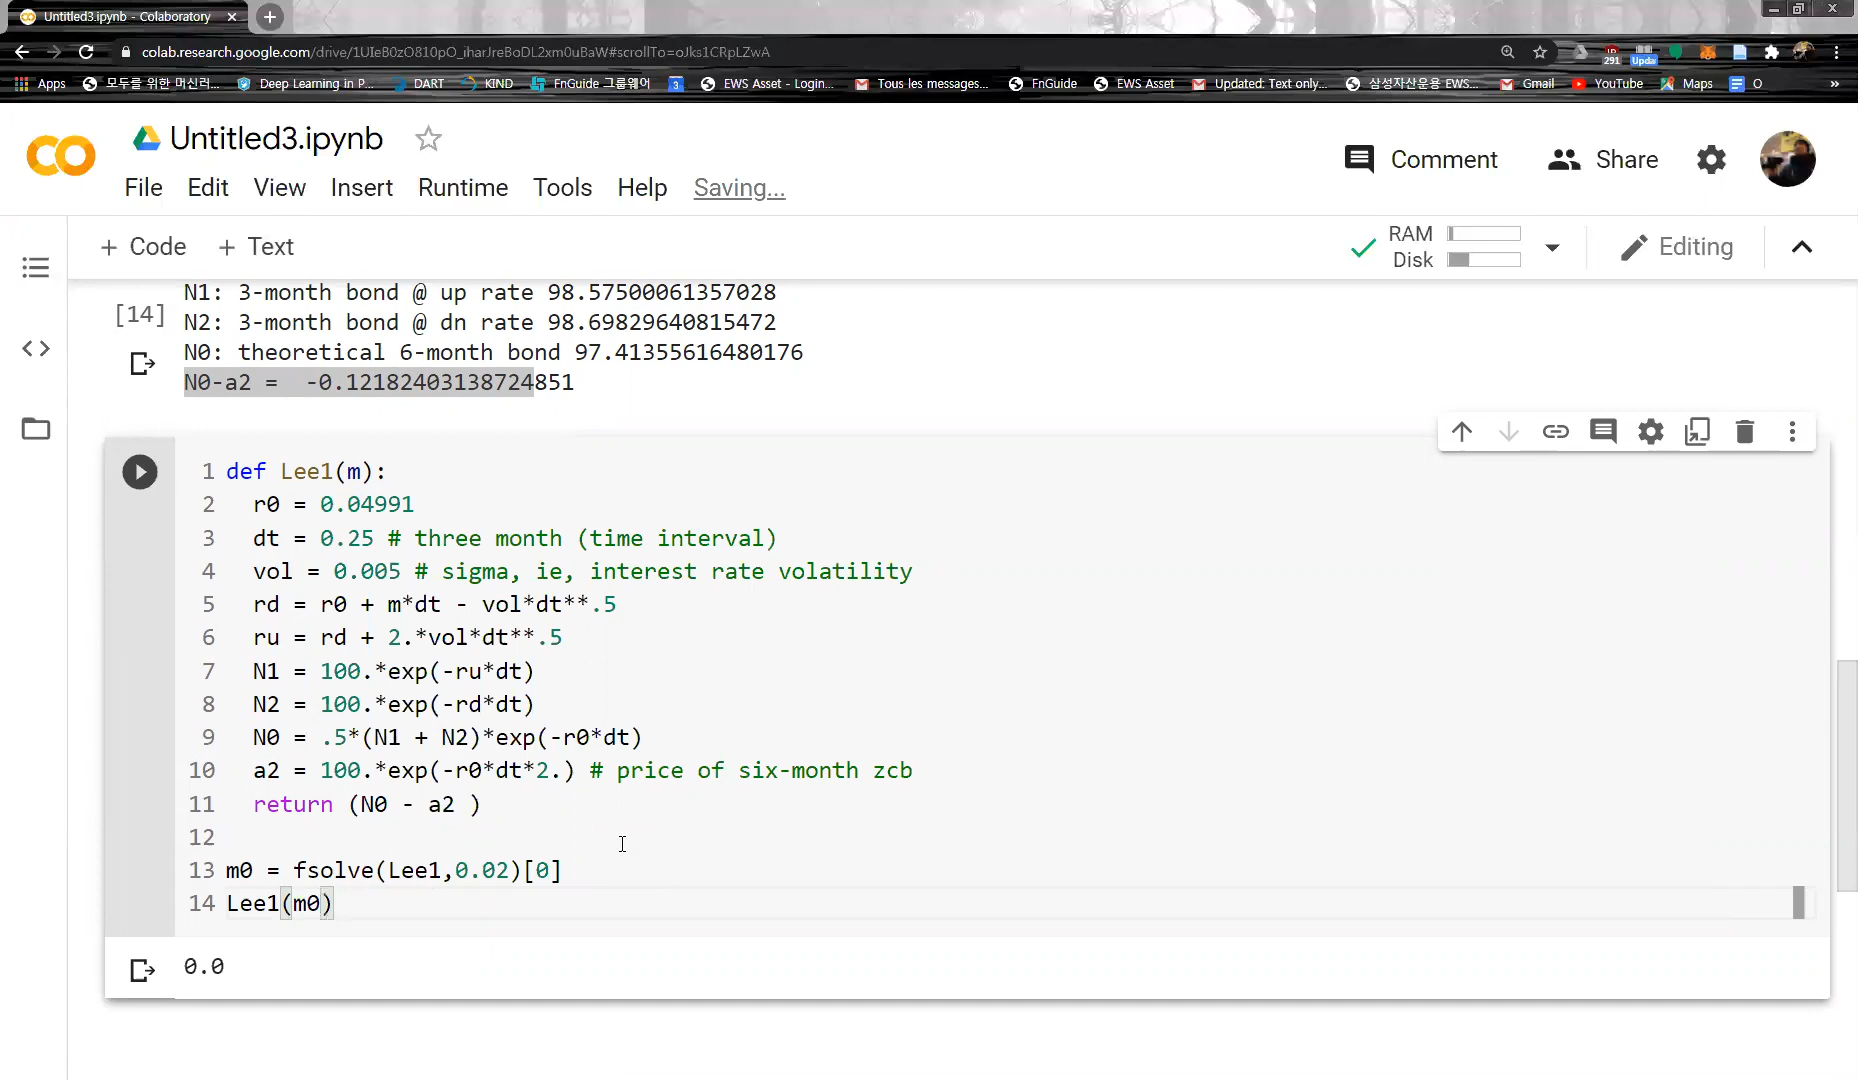 Untitled3.ipynb - Colaboratory
colab.research.google.com/drive/1UIeB0zO810pO_iharJreBoDL2xm0uBaW#scrollTo=oJks1CRpLZwA
291
Upda
Apps 모두를 위한 머신러... Deep Learning in P... DART KIND FnGuide 그룹웨어 3 EWS Asset - Login... Tous les messages... FnGuide EWS Asset Updated: Text only... 삼성자산운용 EWS... Gmail YouTube Maps O »
CO Untitled3.ipynb
Comment Share
File Edit View Insert Runtime Tools Help Saving...
+ Code + Text
RAM
Disk
Editing
N1: 3-month bond @ up rate 98.57500061357028
[14]
N2: 3-month bond @ dn rate 98.69829640815472
N0: theoretical 6-month bond 97.41355616480176
N0-a2 =  -0.12182403138724851
1 def Lee1(m):
2   r0 = 0.04991
3   dt = 0.25 # three month (time interval)
4   vol = 0.005 # sigma, ie, interest rate volatility
5   rd = r0 + m*dt - vol*dt**.5
6   ru = rd + 2.*vol*dt**.5
7   N1 = 100.*exp(-ru*dt)
8   N2 = 100.*exp(-rd*dt)
9   N0 = .5*(N1 + N2)*exp(-r0*dt)
10   a2 = 100.*exp(-r0*dt*2.) # price of six-month zcb
11   return (N0 - a2 )
12
13 m0 = fsolve(Lee1,0.02)[0]
14 Lee1(m0)
0.0